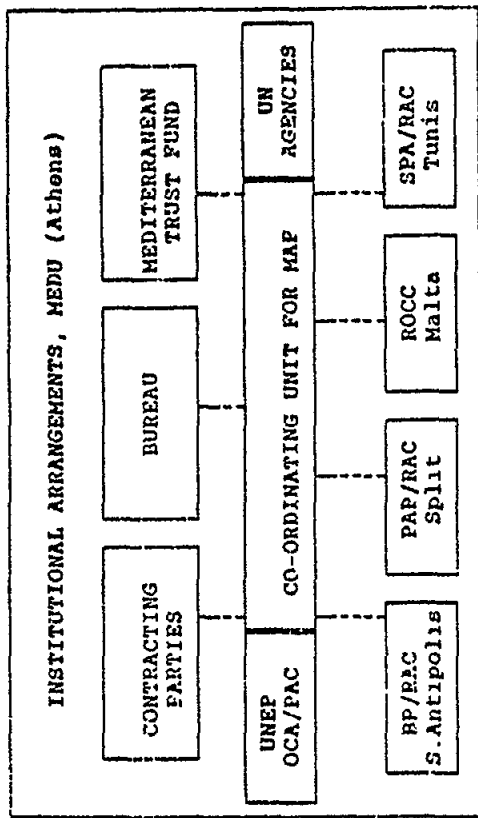 INSTITUTIONAL ARRANGEMENTS, MEDU (Athens)
CONTRACTING
PARTIES
BUREAU
MEDITERRANEAN
TRUST FUND
UNEP
OCA/PAC
CO-ORDINATING UNIT FOR MAP
UN
AGENCIES
BP/RAC
S.Antipolis
PAP/RAC
Split
ROCC
Malta
SPA/RAC
Tunis